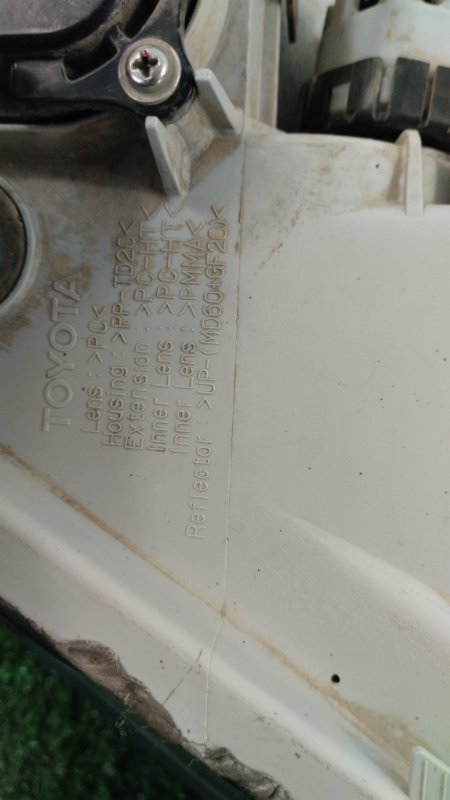 TOYOTA
Lens : >PC<
Housing : >PP-TD20<
Extension : >PC-HT<
Inner Lens : >PC-HT<
Inner Lens : >PMMA<
Reflector : >UP-(MD60+GF20)<